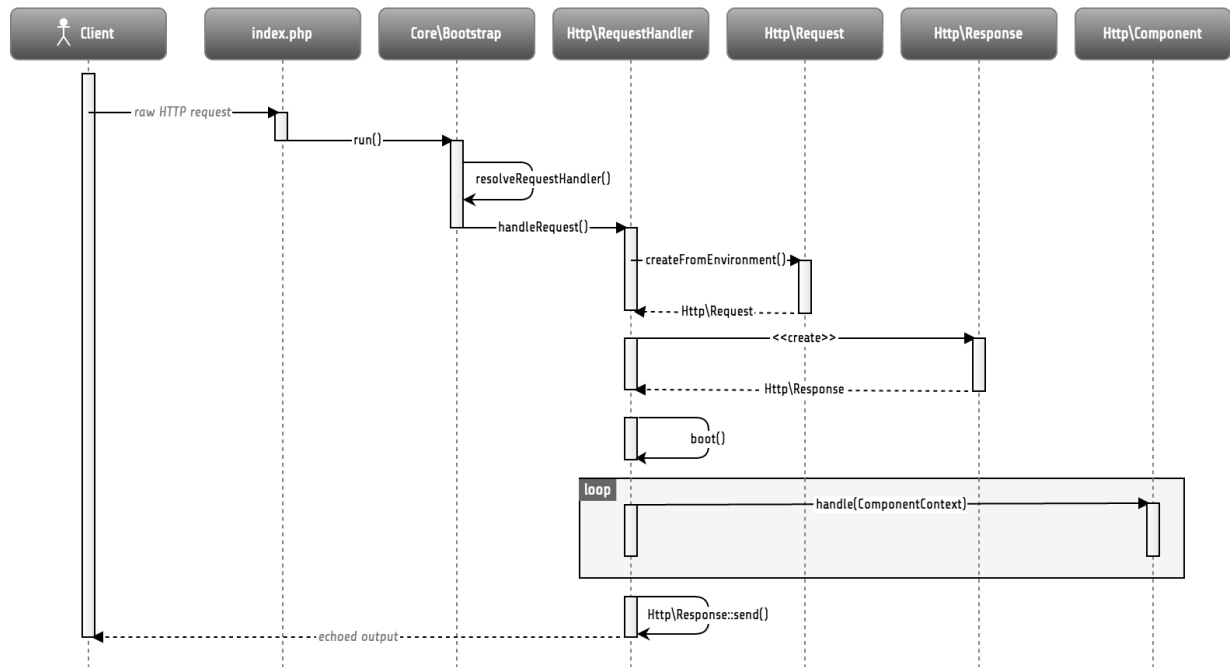 Client
index.php
Core\Bootstrap
Http\RequestHandler
Http\Request
Http\Response
Http\Component
raw HTTP request
run()
resolveRequestHandler()
handleRequest()
createFromEnvironment()
Http\Request
<<create>>
Http\Response
boot()
loop
handle(ComponentContext)
Http\Response::send()
echoed output